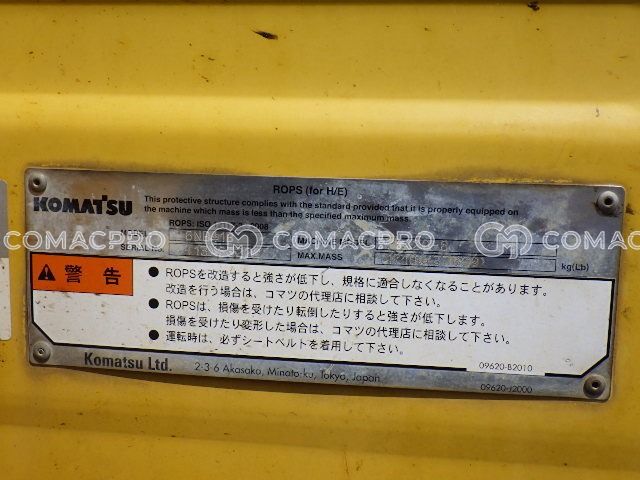 ROPS (for H/E)
KOMATSU
This protective structure complies with the standard provided that it is properly equipped on
the machine which mass is less than the specified maximum mass.
ROPS: ISO 2008
SERIAL NO.
MAX.MASS
kg(Lb)
COMACPRO COMACPRO COMACPRO
警告
● ROPSを改造すると強さが低下し、規格に適合しなくなることがあります。
改造を行う場合は、コマツの代理店に相談して下さい。
● ROPSは、損傷を受けたり転倒したりすると強さが低下します。
損傷を受けたり変形した場合は、コマツの代理店に相談して下さい。
● 運転時は、必ずシートベルトを着用して下さい。
09620-B2010
Komatsu Ltd. 2-3-6 Akasaka, Minato-ku, Tokyo, Japan
09620-J2000